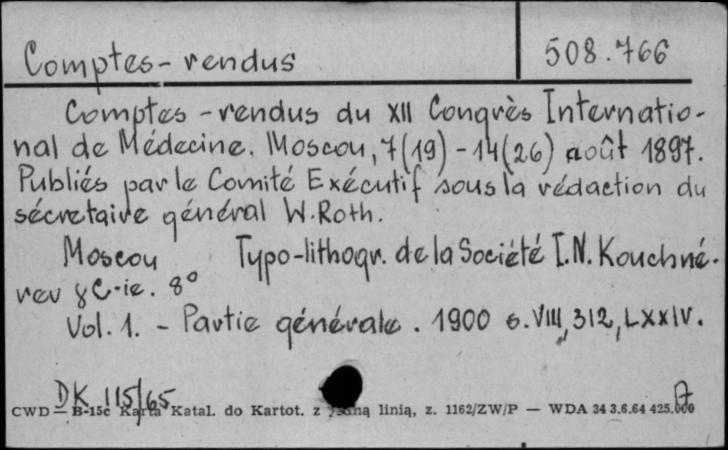 Comptes-rendus
508.766
Comptes-rendus du XII Congrès Internatio-
nal de Médecine. Moscou, 7(19)-14(26) août 1897.
Publiés par le Comité Exécutif sous la rédaction du
sécretaire général W. Roth.
Moscou Typo-lithogr. de la Société I.N. Kouchné-
rev & C-ie. 8°
Vol. 1. - Partie générale. 1900 s. VIII, 312, LXXIV.
DK 115/65
CWD — B-15c Karta Katal. do Kartot. z jedną linią, z. 1162/ZW/P — WDA 34 3.6.64 425.000